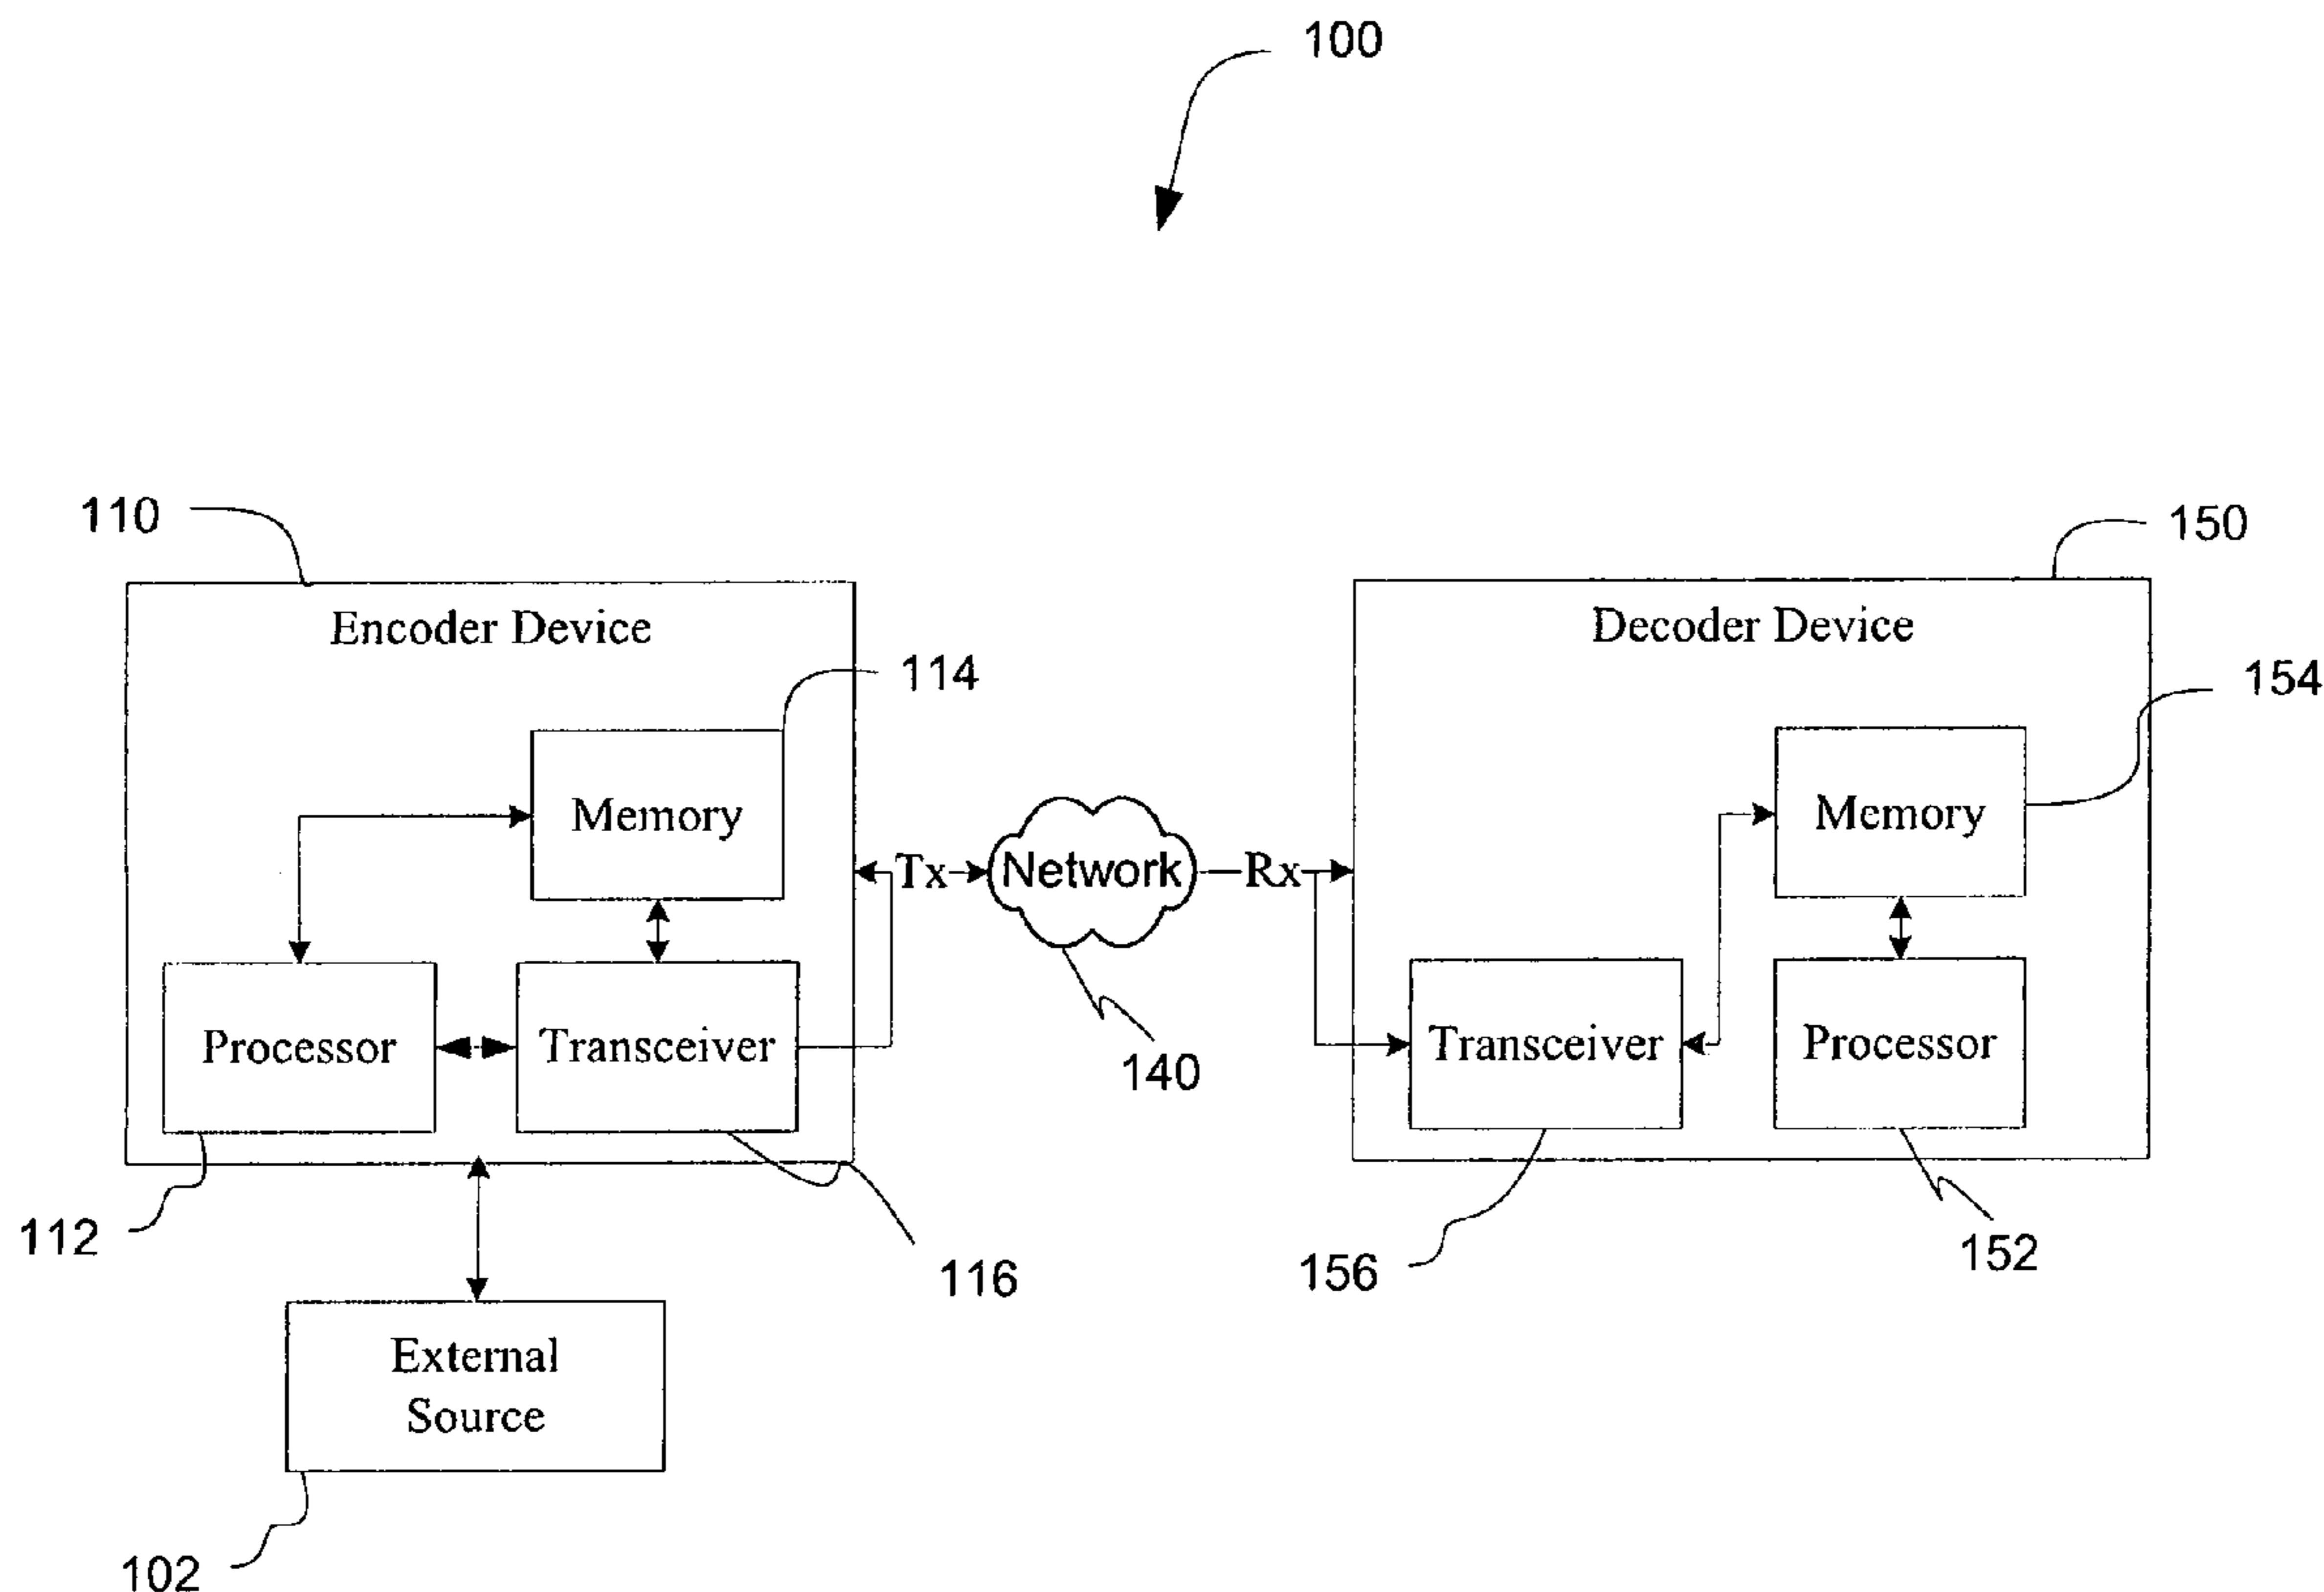 100
110
150
Encoder Device
Decoder Device
114
154
Memory
Memory
Tx
Network
Rx
Processor
Transceiver
Transceiver
Processor
140
112
116
156
152
External
Source
102